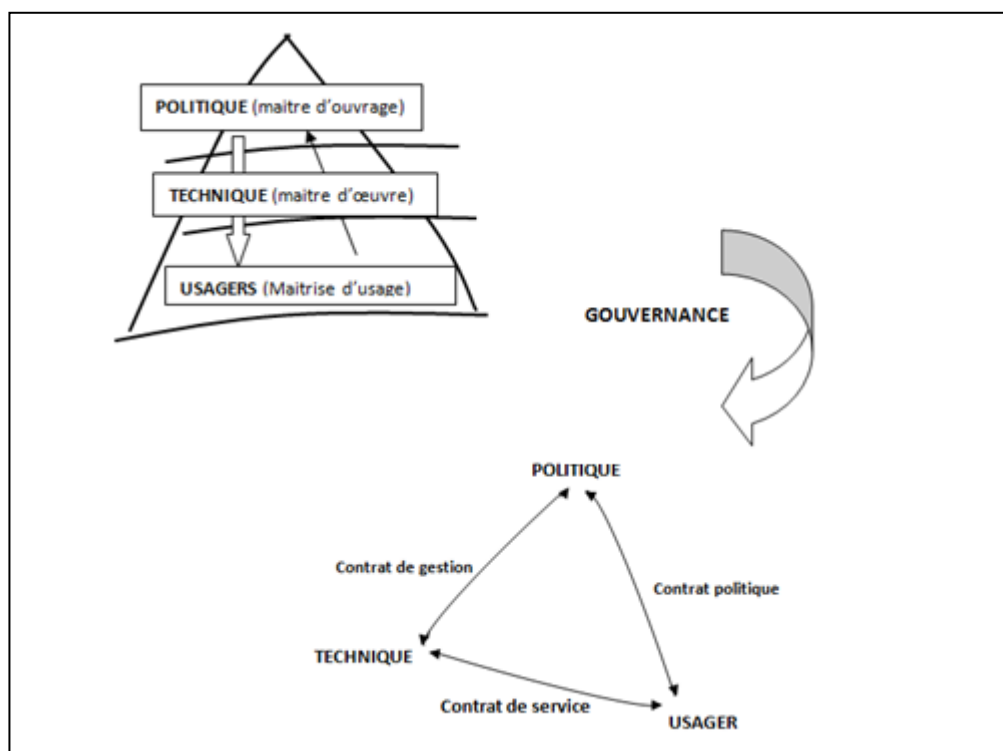 POLITIQUE (maitre d'ouvrage)
TECHNIQUE (maitre d'œuvre)
USAGERS (Maitrise d'usage)
GOUVERNANCE
POLITIQUE
Contrat de gestion
Contrat politique
TECHNIQUE
Contrat de service
USAGER